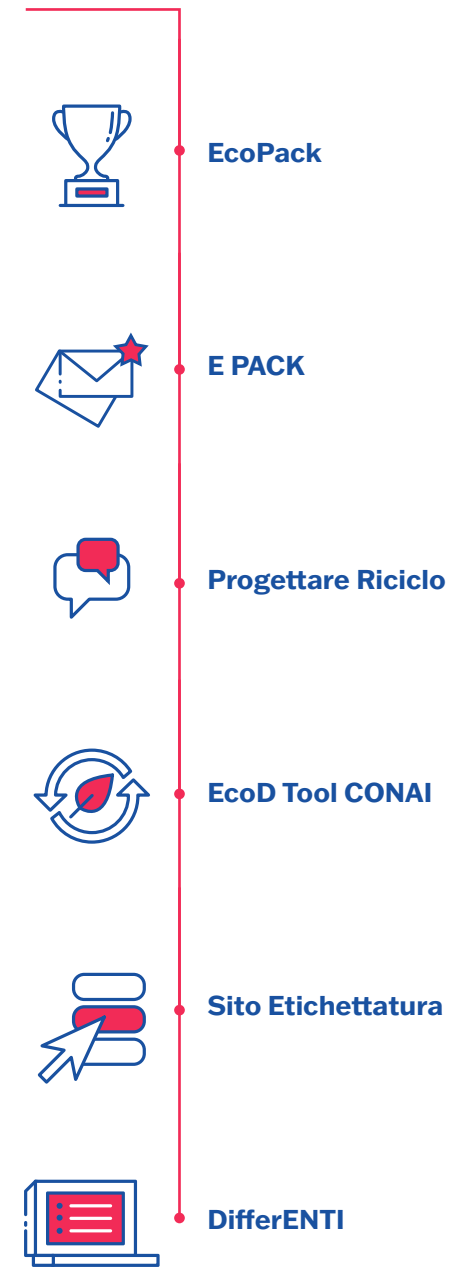 EcoPack
E PACK
Progettare Riciclo
EcoD Tool CONAI
Sito Etichettatura
DifferENTI